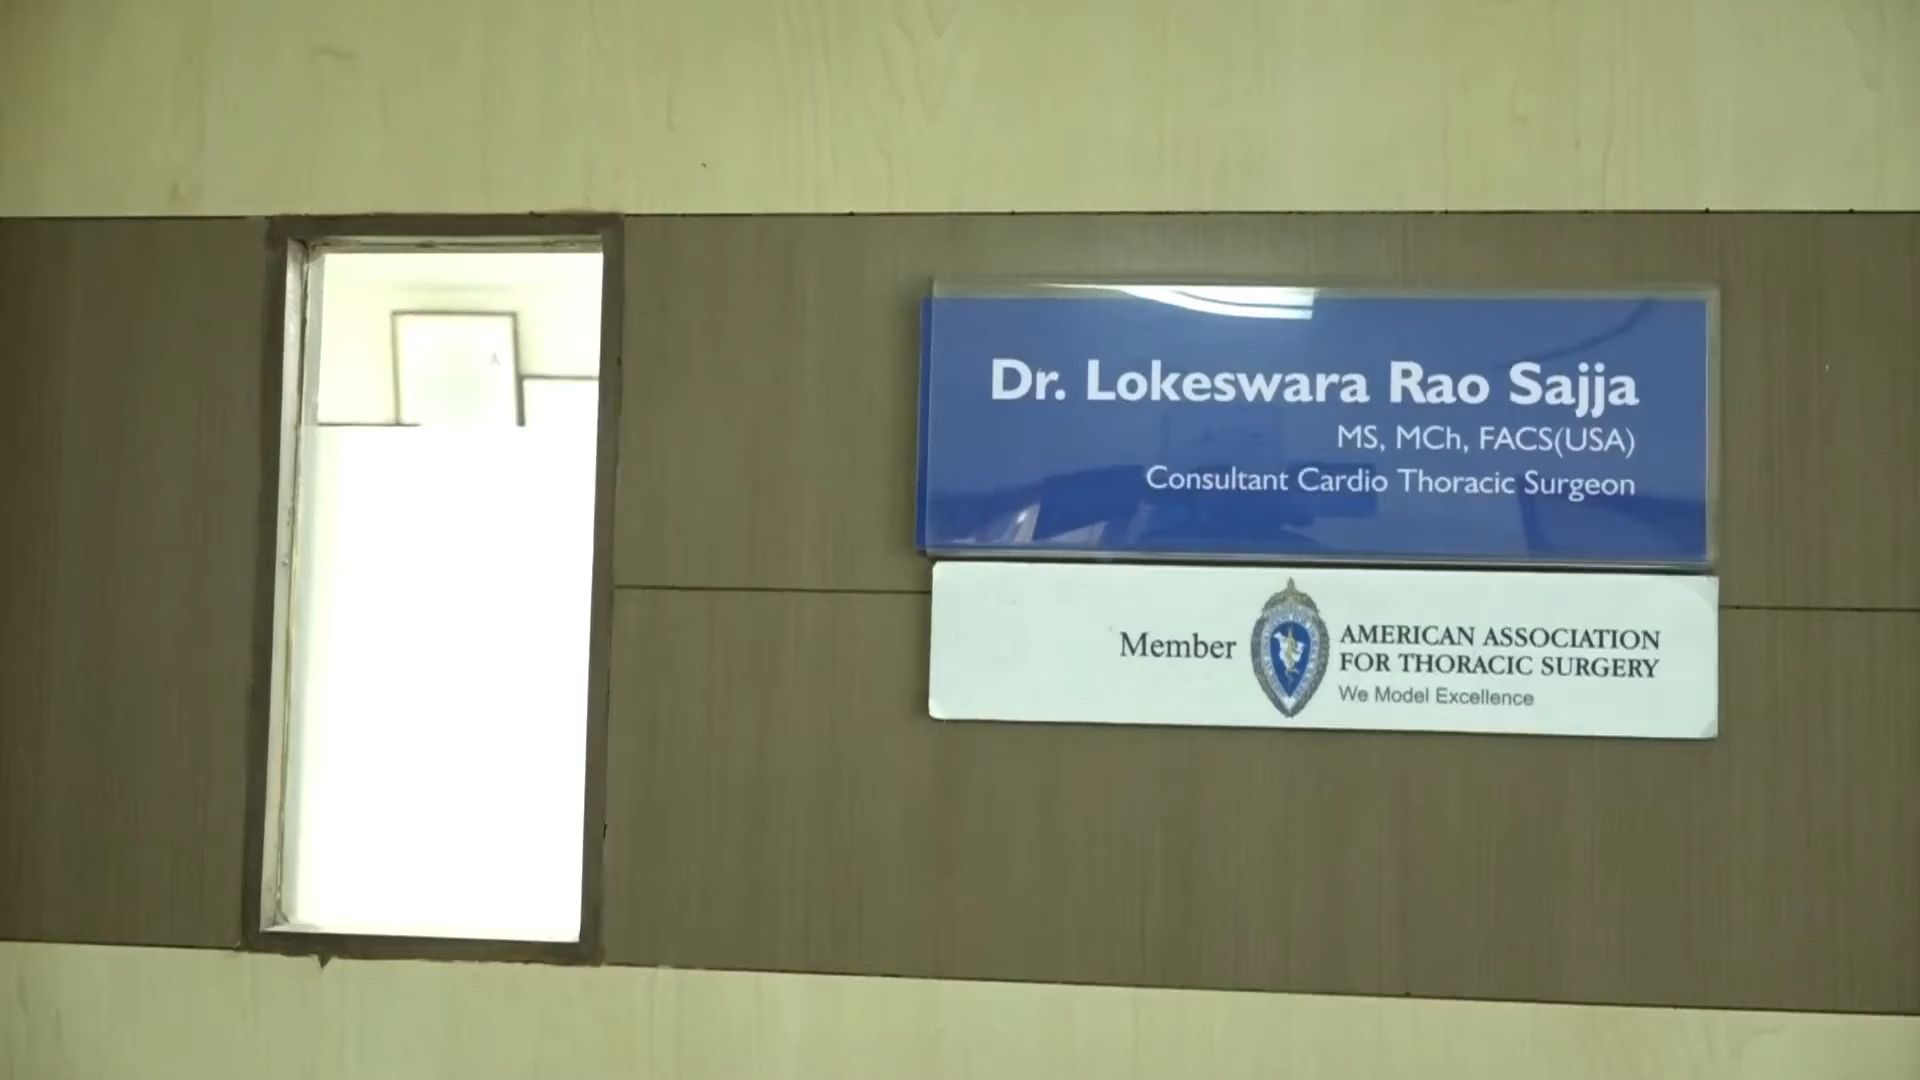 Dr. Lokeswara Rao Sajja
MS, MCh, FACS(USA)
Consultant Cardio Thoracic Surgeon
Member
AMERICAN ASSOCIATION
FOR THORACIC SURGERY
We Model Excellence